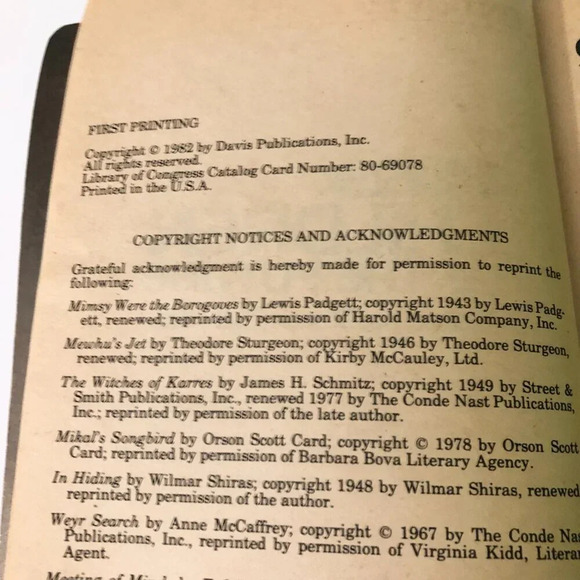 FIRST PRINTING
Copyright © 1982 by Davis Publications, Inc.
All rights reserved.
Library of Congress Catalog Card Number: 80-69078
Printed in the U.S.A.
COPYRIGHT NOTICES AND ACKNOWLEDGMENTS
Grateful acknowledgment is hereby made for permission to reprint the
following:
Mimsy Were the Borogoves by Lewis Padgett; copyright 1943 by Lewis Padg-
ett, renewed; reprinted by permission of Harold Matson Company, Inc.
Mewhu's Jet by Theodore Sturgeon; copyright 1946 by Theodore Sturgeon,
renewed; reprinted by permission of Kirby McCauley, Ltd.
The Witches of Karres by James H. Schmitz; copyright 1949 by Street &
Smith Publications, Inc., renewed 1977 by The Conde Nast Publications,
Inc.; reprinted by permission of the late author.
Mikal's Songbird by Orson Scott Card; copyright © 1978 by Orson Scott
Card; reprinted by permission of Barbara Bova Literary Agency.
In Hiding by Wilmar Shiras; copyright 1948 by Wilmar Shiras, renewed
reprinted by permission of the author.
Weyr Search by Anne McCaffrey; copyright © 1967 by The Conde Nas
Publications, Inc., reprinted by permission of Virginia Kidd, Litera
Agent.
Meeting of